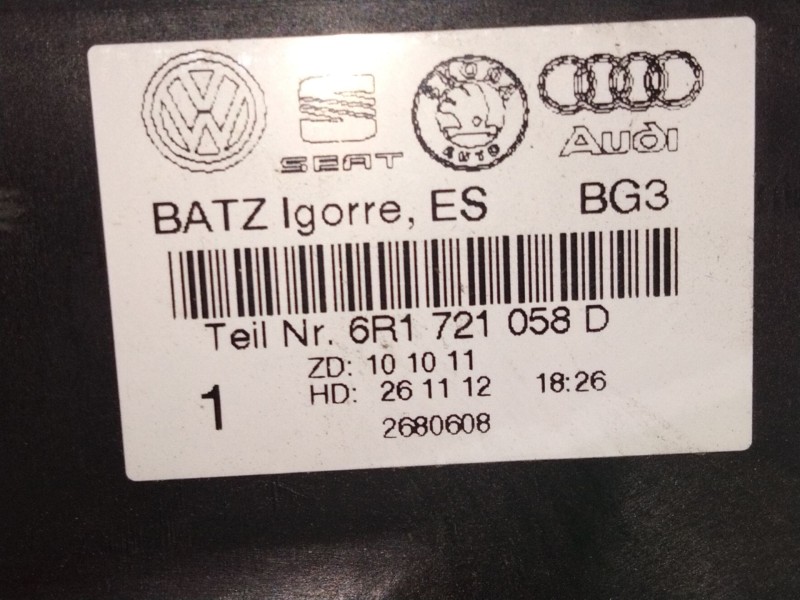 SEAT
SKODA
AUTO
Audi
BATZ Igorre, ES BG3
Teil Nr. 6R1 721 058 D
ZD: 10 10 11
1 HD: 26 11 12 18:26
2680608